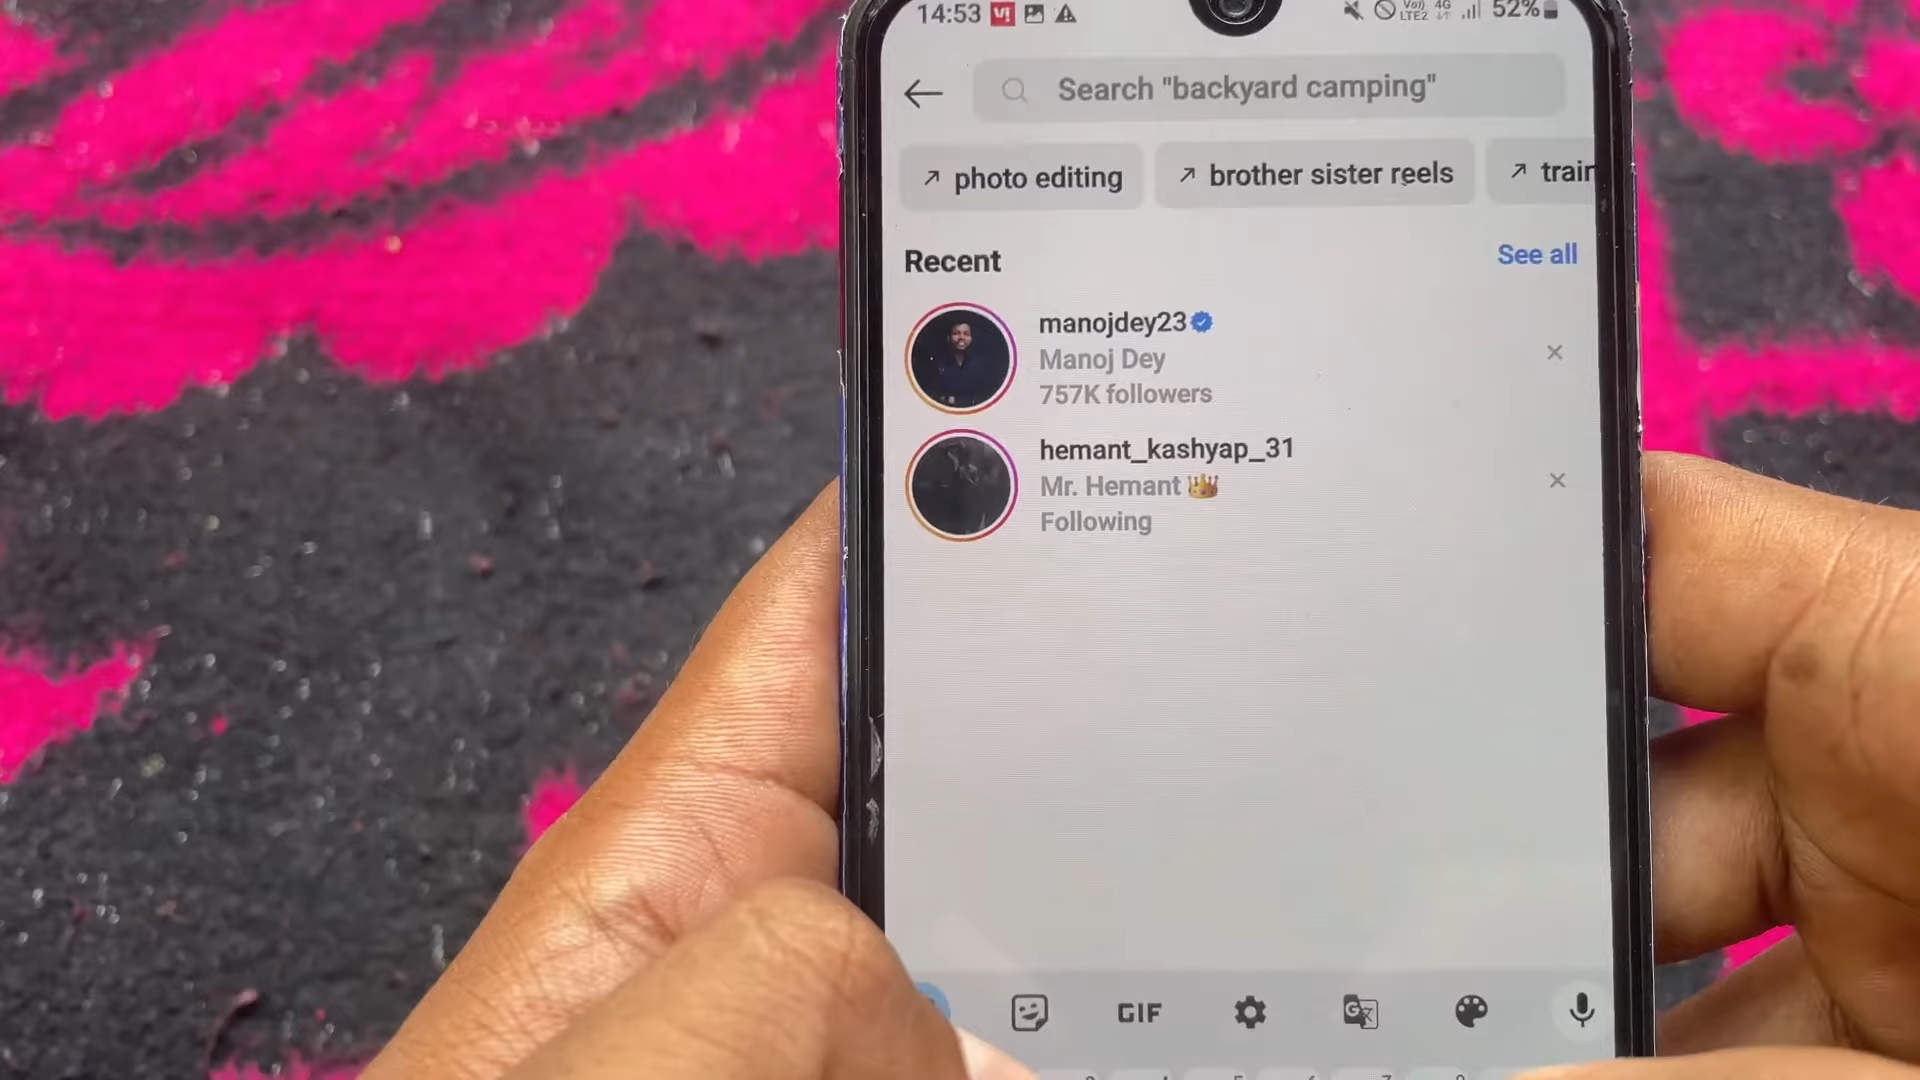 14:53 52%
Search "backyard camping"
photo editing brother sister reels train
Recent See all
manojdey23
Manoj Dey
757K followers
hemant_kashyap_31
Mr. Hemant 👑
Following
GIF